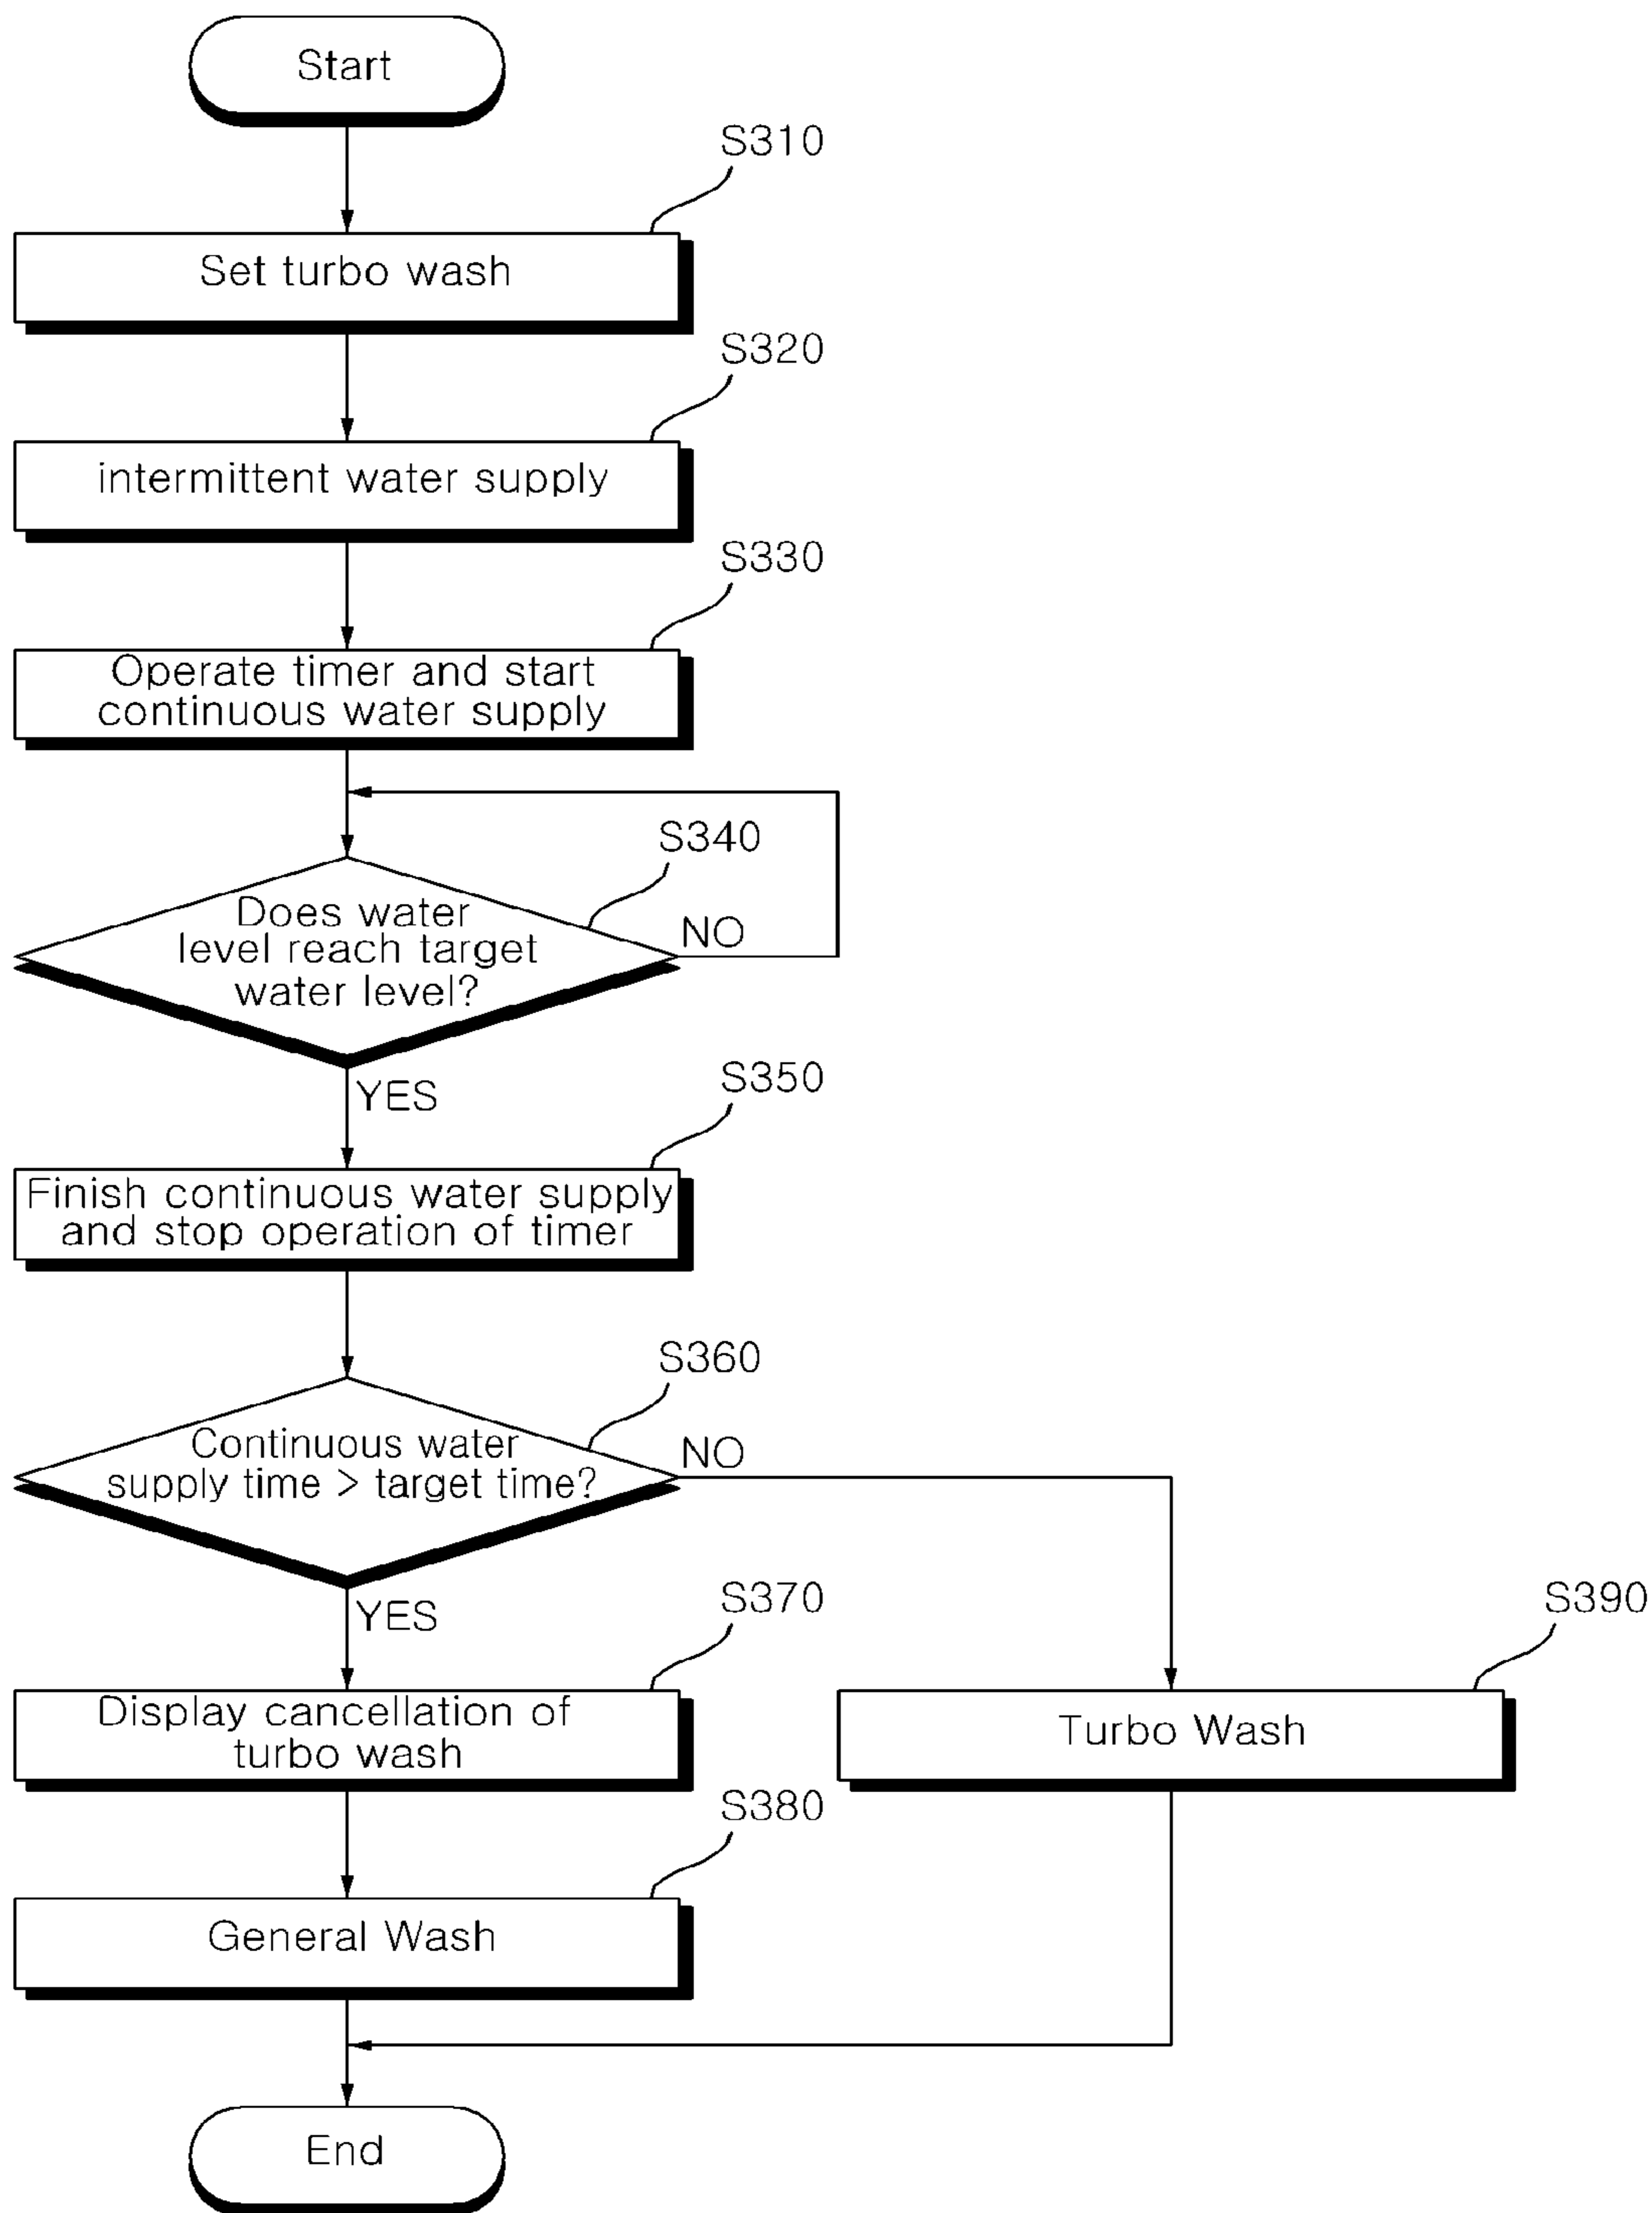 Start
S310
Set turbo wash
S320
intermittent water supply
S330
Operate timer and start
continuous water supply
S340
Does water
level reach target
water level?
NO
YES
S350
Finish continuous water supply
and stop operation of timer
S360
Continuous water
supply time > target time?
NO
YES
S370
Display cancellation of
turbo wash
S390
Turbo Wash
S380
General Wash
End